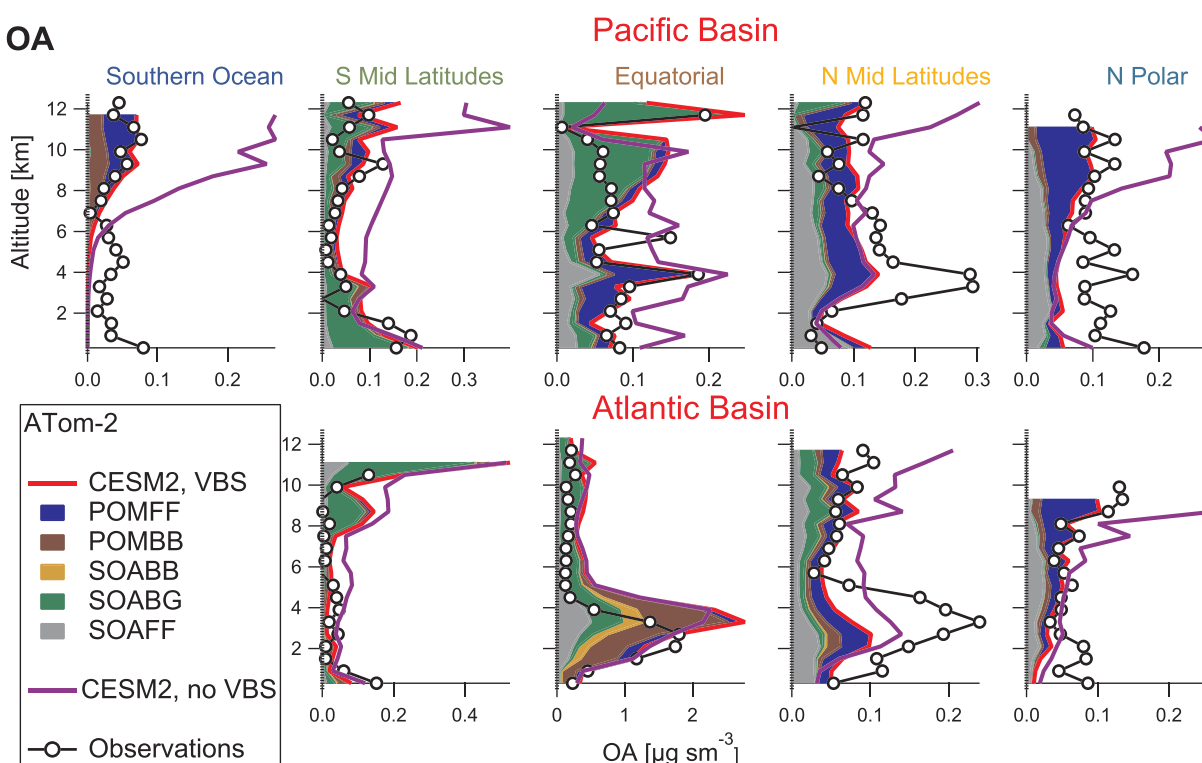 OA
Pacific Basin
Southern Ocean
S Mid Latitudes
Equatorial
N Mid Latitudes
N Polar
Altitude [km]
12
10
8
6
4
2
0.0 0.1 0.2
0.0 0.1 0.2 0.3
0.0 0.1 0.2
0.0 0.1 0.2 0.3
0.0 0.1 0.2
Atlantic Basin
ATom-2
CESM2, VBS
POMFF
POMBB
SOABB
SOABG
SOAFF
CESM2, no VBS
Observations
12
10
8
6
4
2
0.0 0.2 0.4
0 1 2
0.0 0.1 0.2
0.0 0.1 0.2
OA [µg sm⁻³]